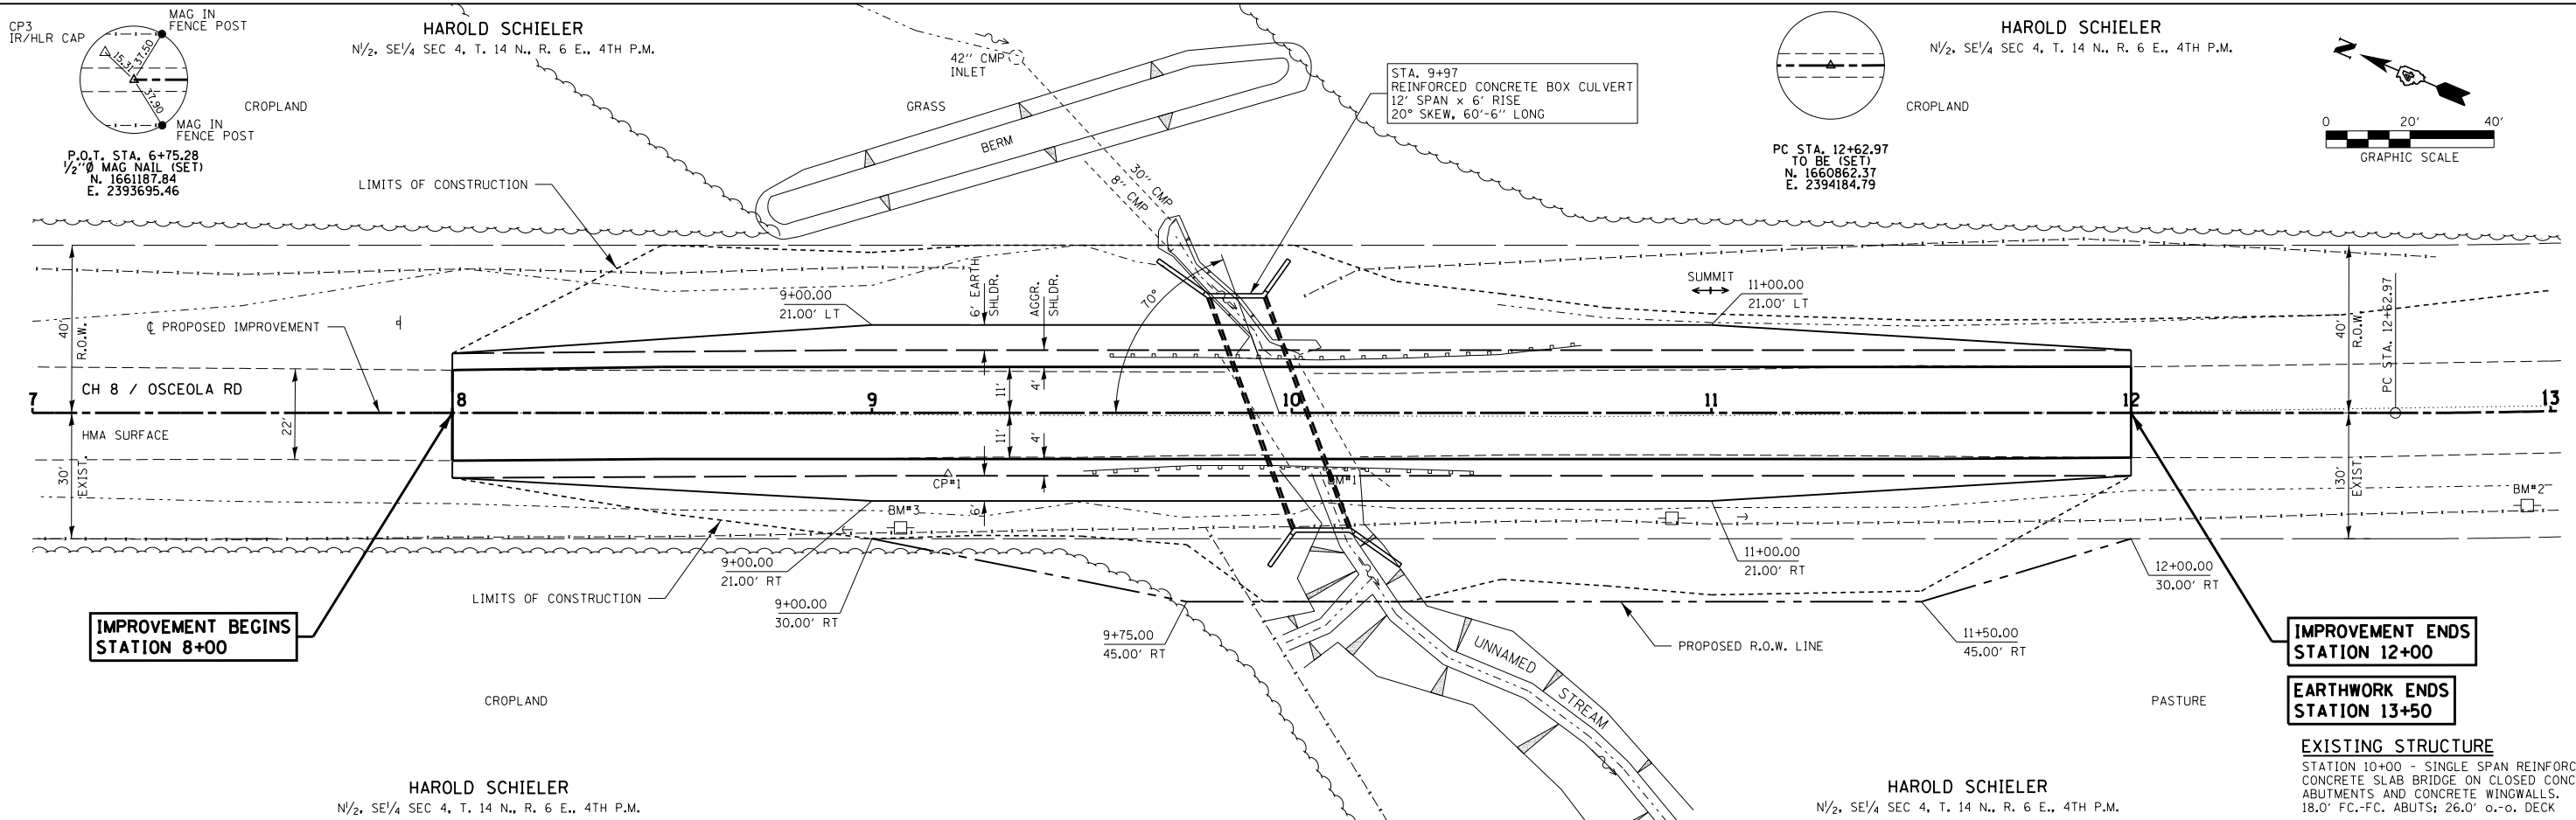 CP3
IR/HLR CAP
MAG IN
FENCE POST
15.31
37.50
37.90
MAG IN
FENCE POST
P.O.T. STA. 6+75.28
1/2"Ø MAG NAIL (SET)
N. 1661187.84
E. 2393695.46
HAROLD SCHIELER
N1/2, SE1/4 SEC 4, T. 14 N., R. 6 E., 4TH P.M.
CROPLAND
LIMITS OF CONSTRUCTION
42" CMP
INLET
GRASS
BERM
30" CMP
8" CMP
STA. 9+97
REINFORCED CONCRETE BOX CULVERT
12' SPAN x 6' RISE
20° SKEW, 60'-6" LONG
PC STA. 12+62.97
TO BE (SET)
N. 1660862.37
E. 2394184.79
HAROLD SCHIELER
N1/2, SE1/4 SEC 4, T. 14 N., R. 6 E., 4TH P.M.
CROPLAND
N
0 20' 40'
GRAPHIC SCALE
40'
R.O.W.
℄ PROPOSED IMPROVEMENT
9+00.00
21.00' LT
6' EARTH
SHLDR.
AGGR.
SHLDR.
70°
SUMMIT
11+00.00
21.00' LT
40'
R.O.W.
PC STA. 12+62.97
CH 8 / OSCEOLA RD
11'
4'
7 8 9 10 11 12 13
HMA SURFACE
22'
11'
4'
30'
EXIST.
CP#1
6'
BM#3
BM#1
30'
EXIST.
BM#2
9+00.00
21.00' RT
LIMITS OF CONSTRUCTION
9+00.00
30.00' RT
9+75.00
45.00' RT
11+00.00
21.00' RT
12+00.00
30.00' RT
11+50.00
45.00' RT
PROPOSED R.O.W. LINE
IMPROVEMENT BEGINS
STATION 8+00
UNNAMED
STREAM
IMPROVEMENT ENDS
STATION 12+00
EARTHWORK ENDS
STATION 13+50
CROPLAND
PASTURE
HAROLD SCHIELER
N1/2, SE1/4 SEC 4, T. 14 N., R. 6 E., 4TH P.M.
HAROLD SCHIELER
N1/2, SE1/4 SEC 4, T. 14 N., R. 6 E., 4TH P.M.
EXISTING STRUCTURE
STATION 10+00 - SINGLE SPAN REINFORC
CONCRETE SLAB BRIDGE ON CLOSED CONC
ABUTMENTS AND CONCRETE WINGWALLS.
18.0' FC.-FC. ABUTS; 26.0' o.-o. DECK